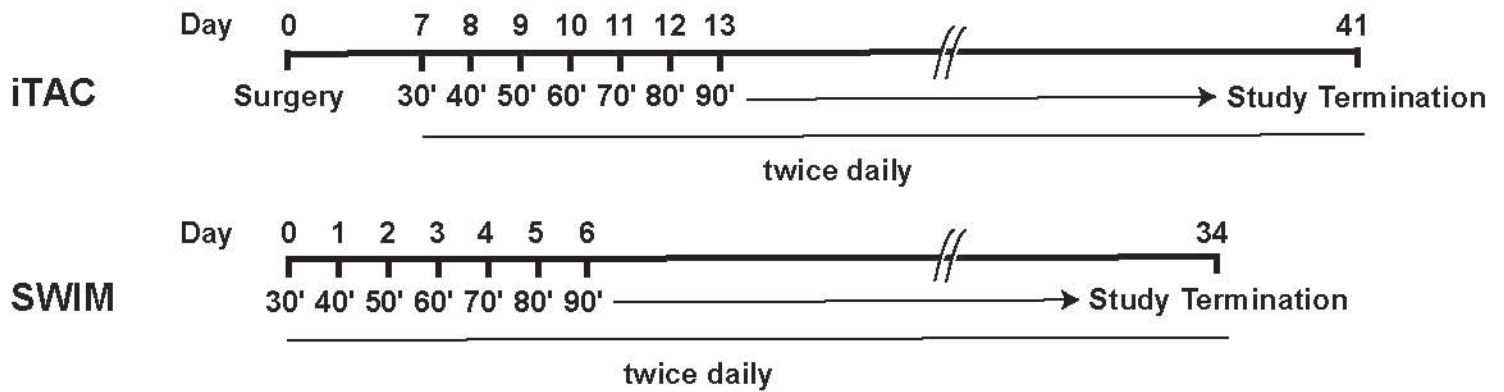 Day 0 7 8 9 10 11 12 13 41
iTAC
Surgery 30' 40' 50' 60' 70' 80' 90' Study Termination
twice daily
Day 0 1 2 3 4 5 6 34
SWIM
30' 40' 50' 60' 70' 80' 90' Study Termination
twice daily